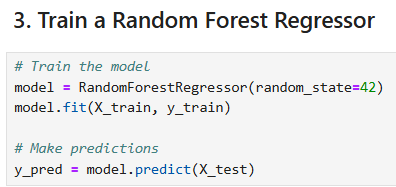 3. Train a Random Forest Regressor
# Train the model
model = RandomForestRegressor(random_state=42)
model.fit(X_train, y_train)
# Make predictions
y_pred = model.predict(X_test)